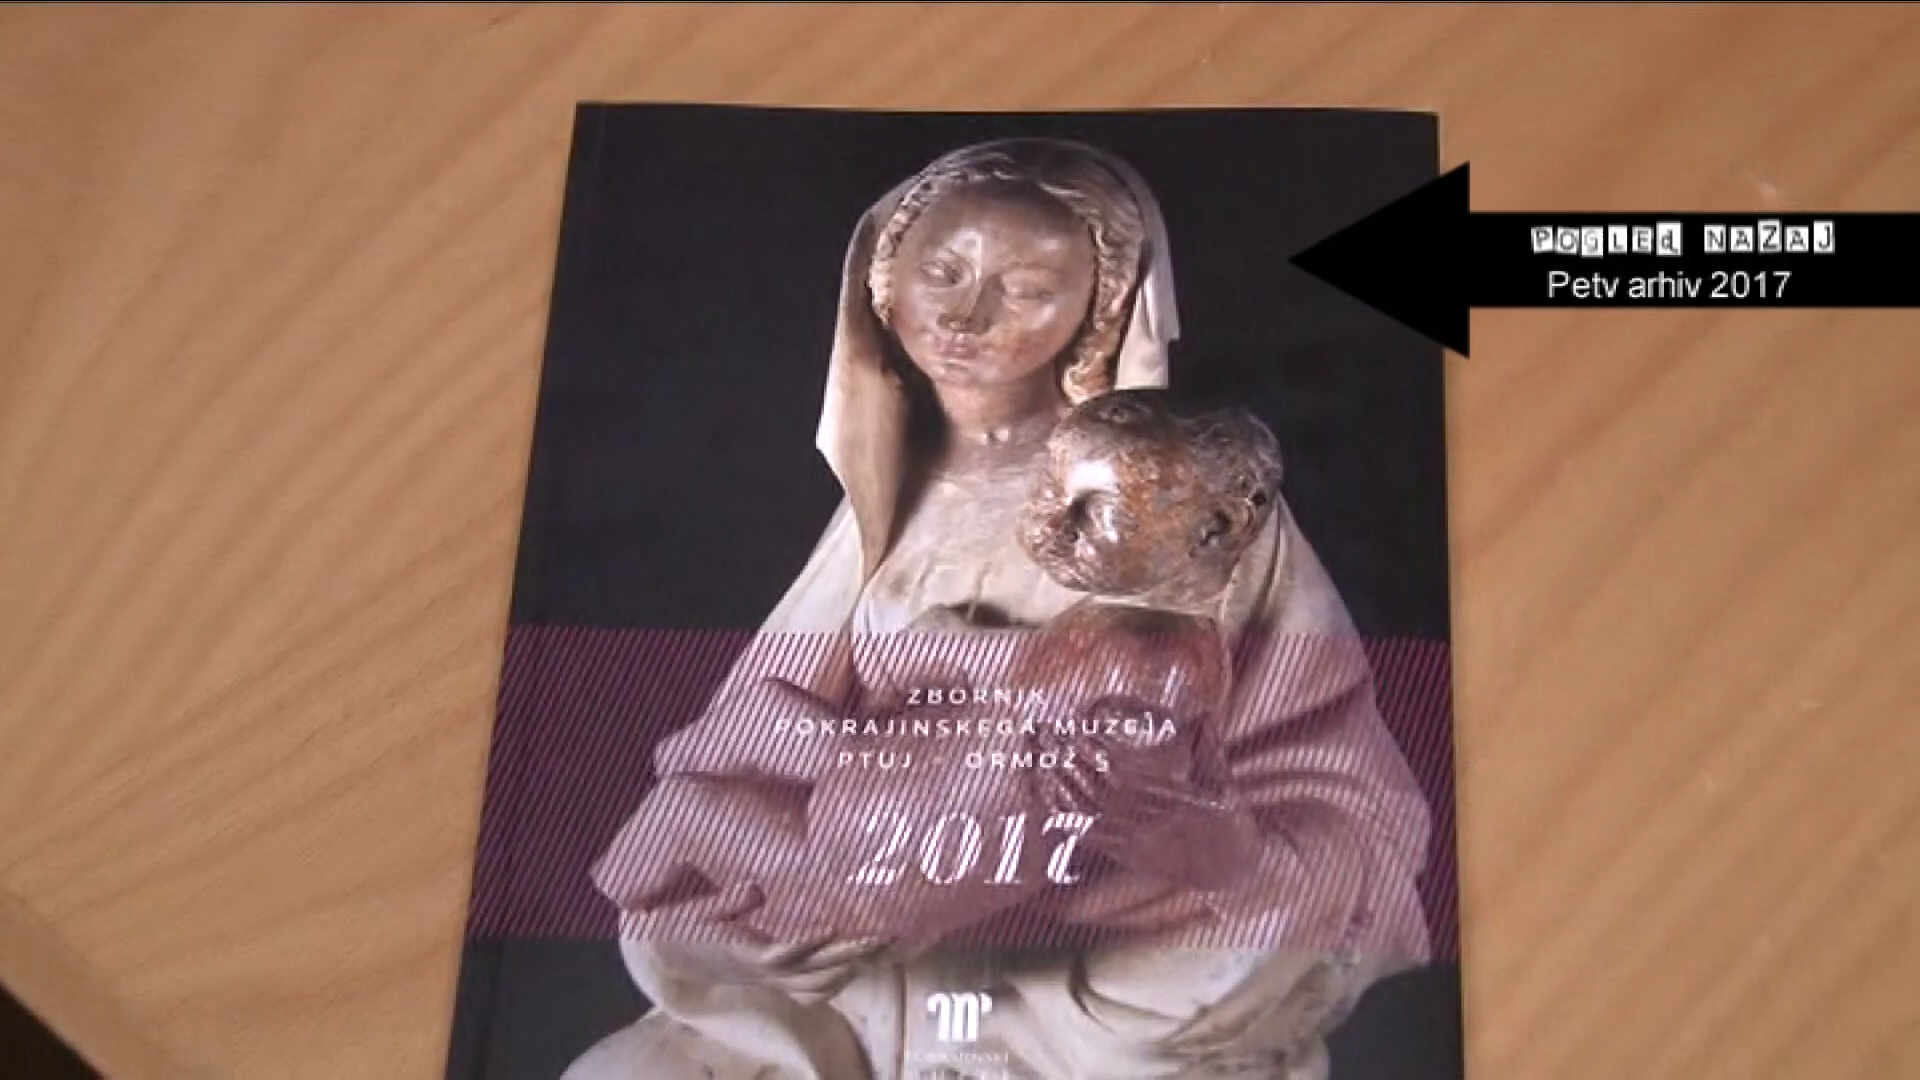 POGLEd NAZAJ
Petv arhiv 2017
ZBORNIK
POKRAJINSKEGA MUZEJA
PTUJ - ORMOŽ 5
2017